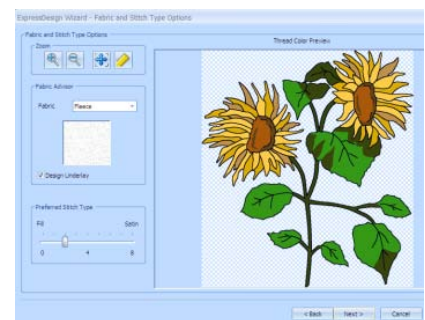 ExpressDesign Wizard - Fabric and Stitch Type Options
Fabric and Stitch Type Options
Zoom
Fabric Advisor
Fabric Fleece
Design Underlay
Preferred Stitch Type
Fill Satin
0 4 8
Thread Color Preview
< Back Next > Cancel